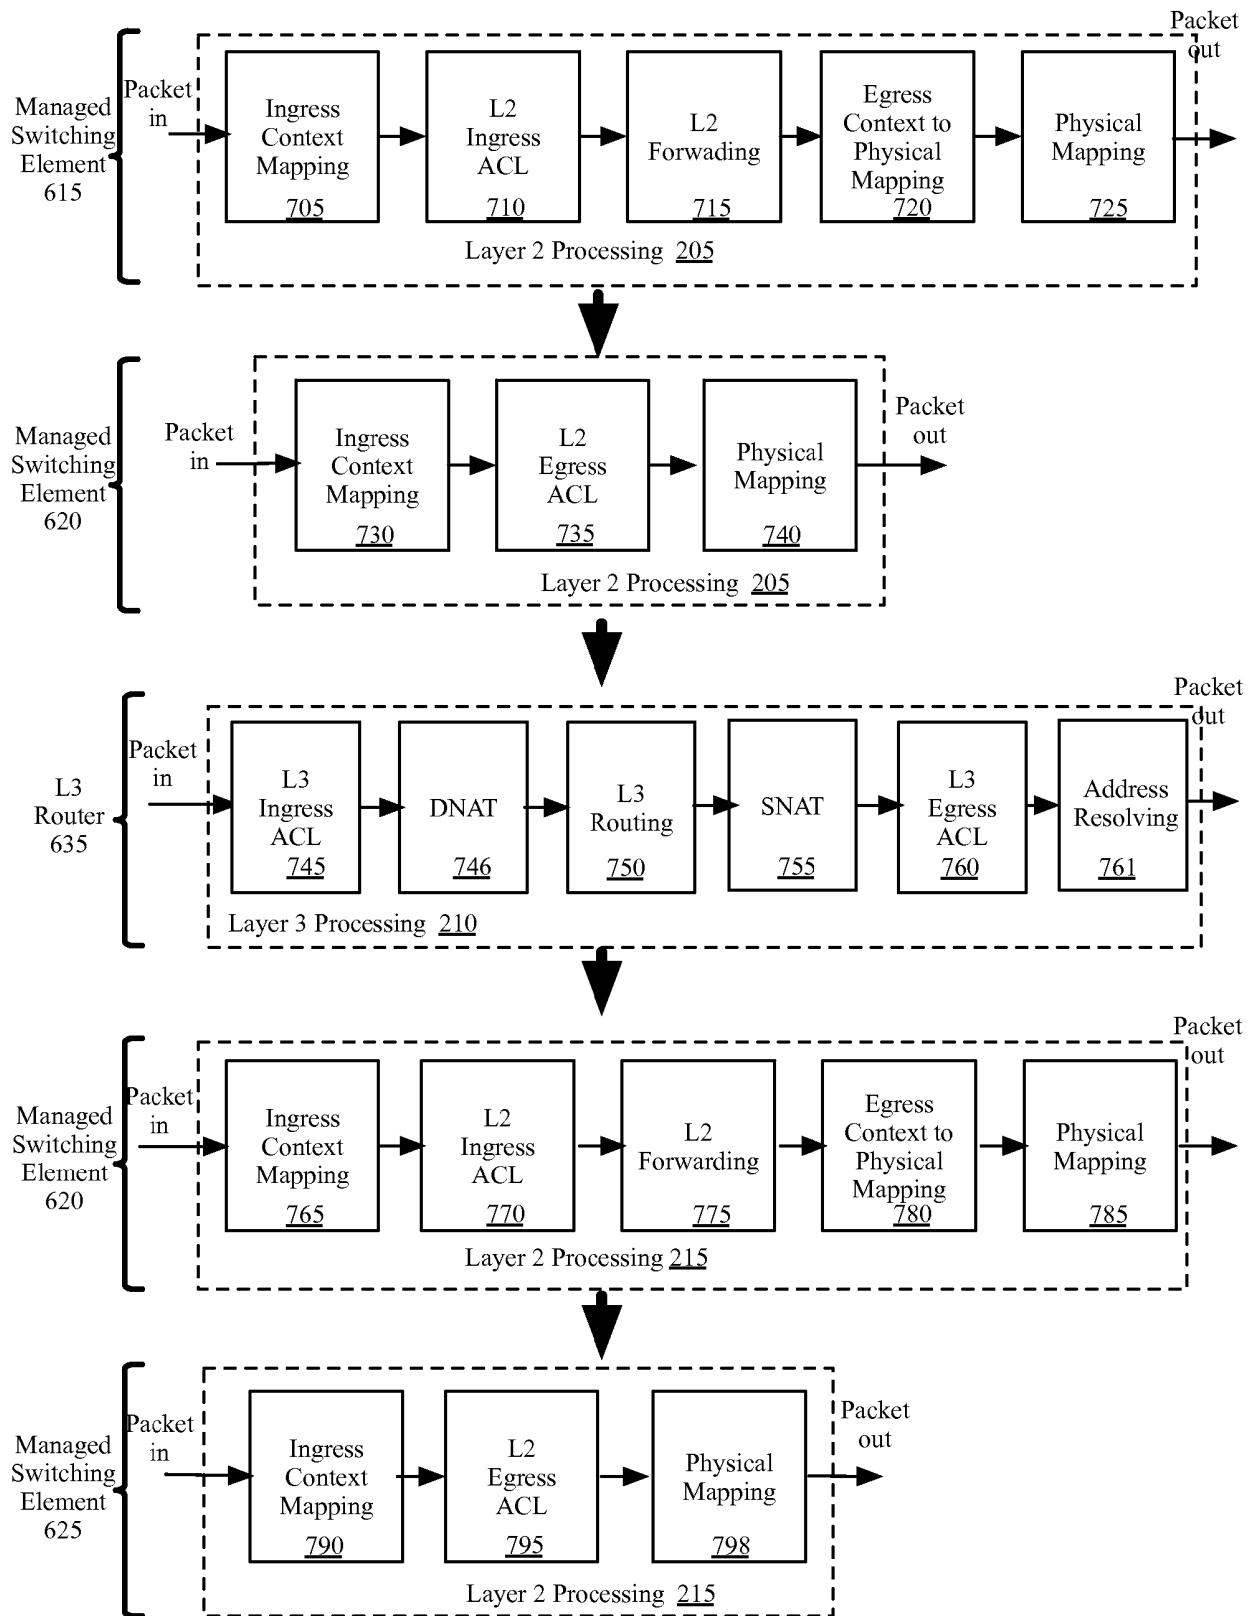 Packet
out
Packet
in
Managed
Switching
Element
615
Ingress
Context
Mapping
705
L2
Ingress
ACL
710
L2
Forwading
715
Egress
Context to
Physical
Mapping
720
Physical
Mapping
725
Layer 2 Processing 205
Managed
Switching
Element
620
Packet
in
Ingress
Context
Mapping
730
L2
Egress
ACL
735
Physical
Mapping
740
Packet
out
Layer 2 Processing 205
L3
Router
635
Packet
in
L3
Ingress
ACL
745
DNAT
746
L3
Routing
750
SNAT
755
L3
Egress
ACL
760
Address
Resolving
761
Packet
out
Layer 3 Processing 210
Managed
Switching
Element
620
Packet
in
Ingress
Context
Mapping
765
L2
Ingress
ACL
770
L2
Forwarding
775
Egress
Context to
Physical
Mapping
780
Physical
Mapping
785
Packet
out
Layer 2 Processing 215
Managed
Switching
Element
625
Packet
in
Ingress
Context
Mapping
790
L2
Egress
ACL
795
Physical
Mapping
798
Packet
out
Layer 2 Processing 215